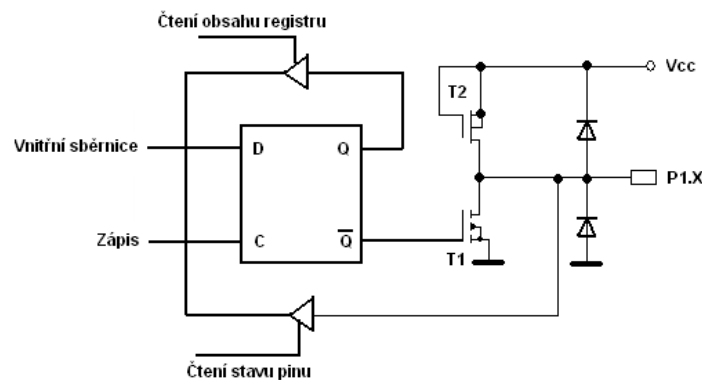 Čtení obsahu registru
Vcc
T2
Vnitřní sběrnice
D
Q
P1.X
Zápis
C
Q
T1
Čtení stavu pinu